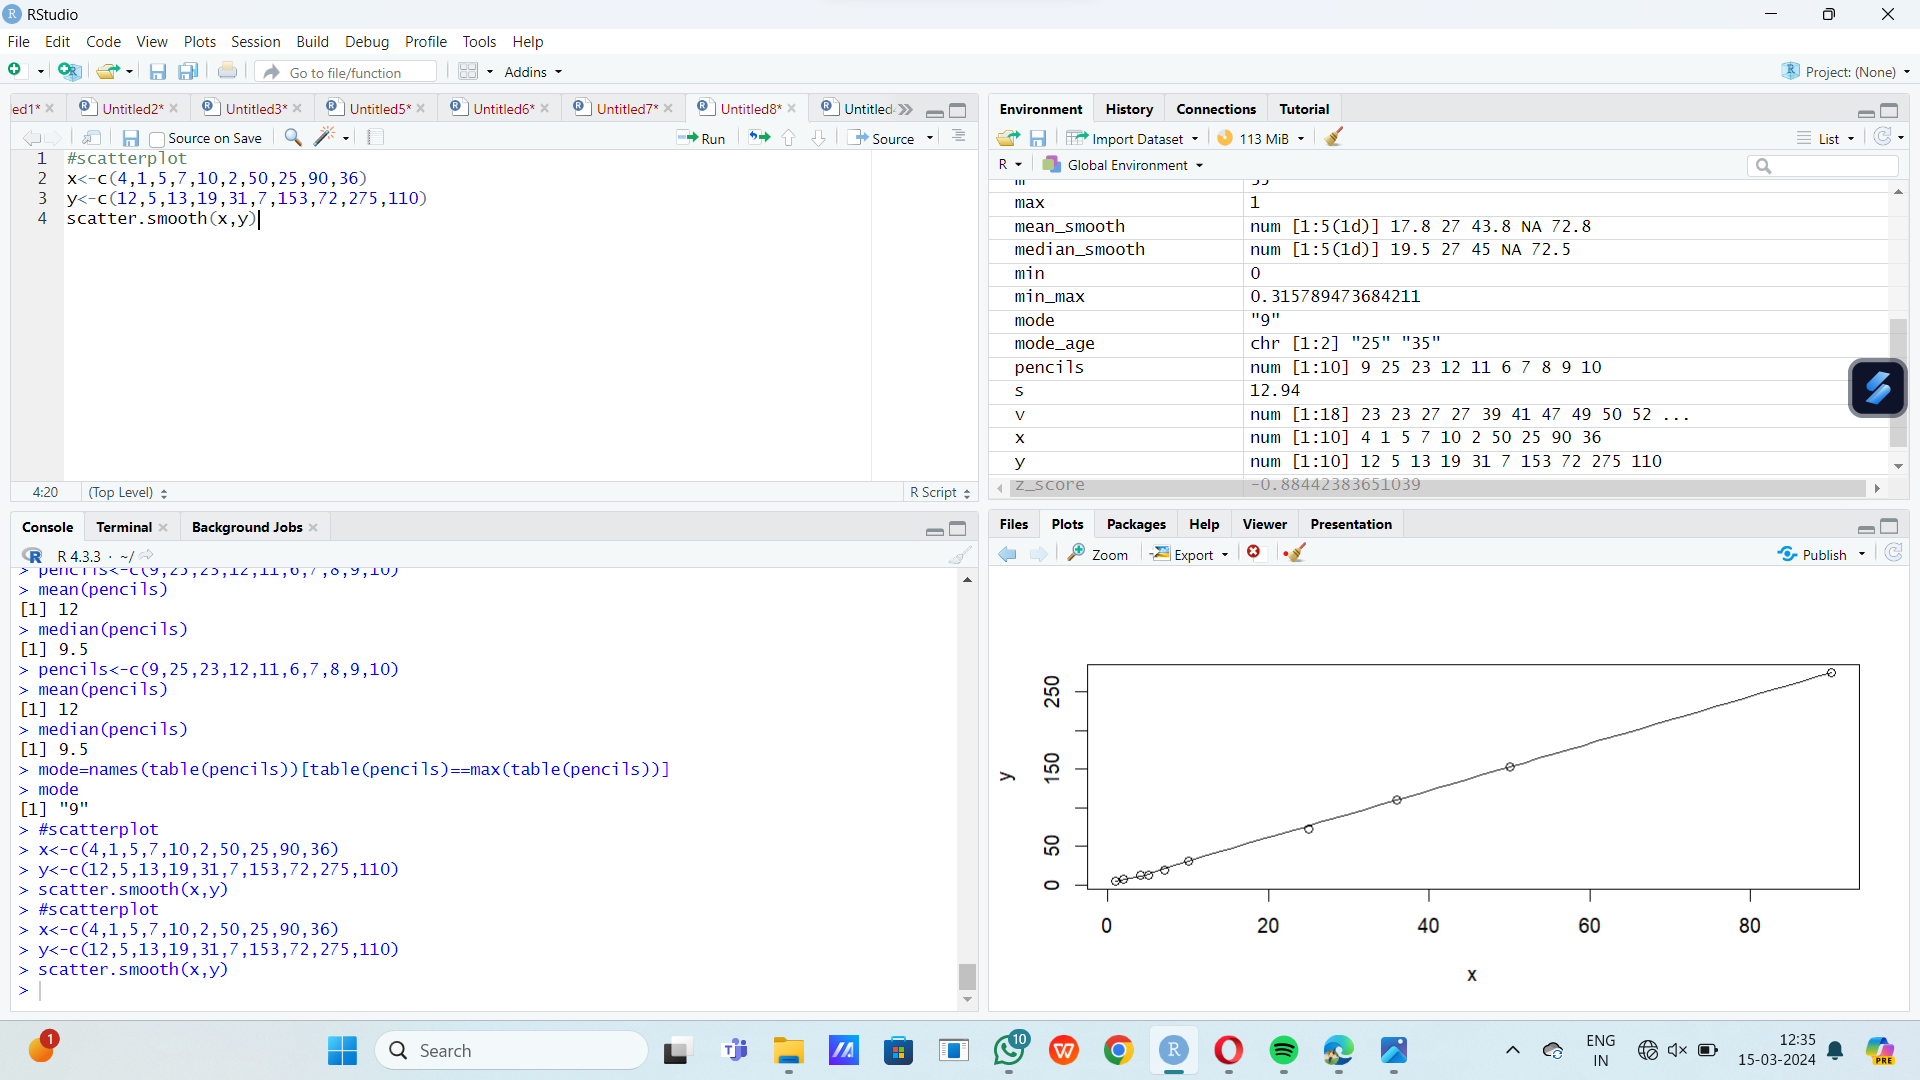 RStudio
File Edit Code View Plots Session Build Debug Profile Tools Help
Go to file/function Addins Project: (None)
ed1* Untitled2* Untitled3* Untitled5* Untitled6* Untitled7* Untitled8* Untitled
Source on Save Run Source
1 #scatterplot
2 x<-c(4,1,5,7,10,2,50,25,90,36)
3 y<-c(12,5,13,19,31,7,153,72,275,110)
4 scatter.smooth(x,y)
4:20 (Top Level) R Script
Environment History Connections Tutorial
Import Dataset 113 MiB List
R Global Environment
max 1
mean_smooth num [1:5(1d)] 17.8 27 43.8 NA 72.8
median_smooth num [1:5(1d)] 19.5 27 45 NA 72.5
min 0
min_max 0.315789473684211
mode "9"
mode_age chr [1:2] "25" "35"
pencils num [1:10] 9 25 23 12 11 6 7 8 9 10
s 12.94
v num [1:18] 23 23 27 27 39 41 47 49 50 52 ...
x num [1:10] 4 1 5 7 10 2 50 25 90 36
y num [1:10] 12 5 13 19 31 7 153 72 275 110
z_score -0.88442383651039
Console Terminal Background Jobs
R R 4.3.3 · ~/
> pencils<-c(9,25,23,12,11,6,7,8,9,10)
> mean(pencils)
[1] 12
> median(pencils)
[1] 9.5
> pencils<-c(9,25,23,12,11,6,7,8,9,10)
> mean(pencils)
[1] 12
> median(pencils)
[1] 9.5
> mode=names(table(pencils))[table(pencils)==max(table(pencils))]
> mode
[1] "9"
> #scatterplot
> x<-c(4,1,5,7,10,2,50,25,90,36)
> y<-c(12,5,13,19,31,7,153,72,275,110)
> scatter.smooth(x,y)
> #scatterplot
> x<-c(4,1,5,7,10,2,50,25,90,36)
> y<-c(12,5,13,19,31,7,153,72,275,110)
> scatter.smooth(x,y)
>
Files Plots Packages Help Viewer Presentation
Zoom Export Publish
250
150
50
0
y
0 20 40 60 80
x
1 Search 10 W R ENG IN 12:35 15-03-2024 PRE